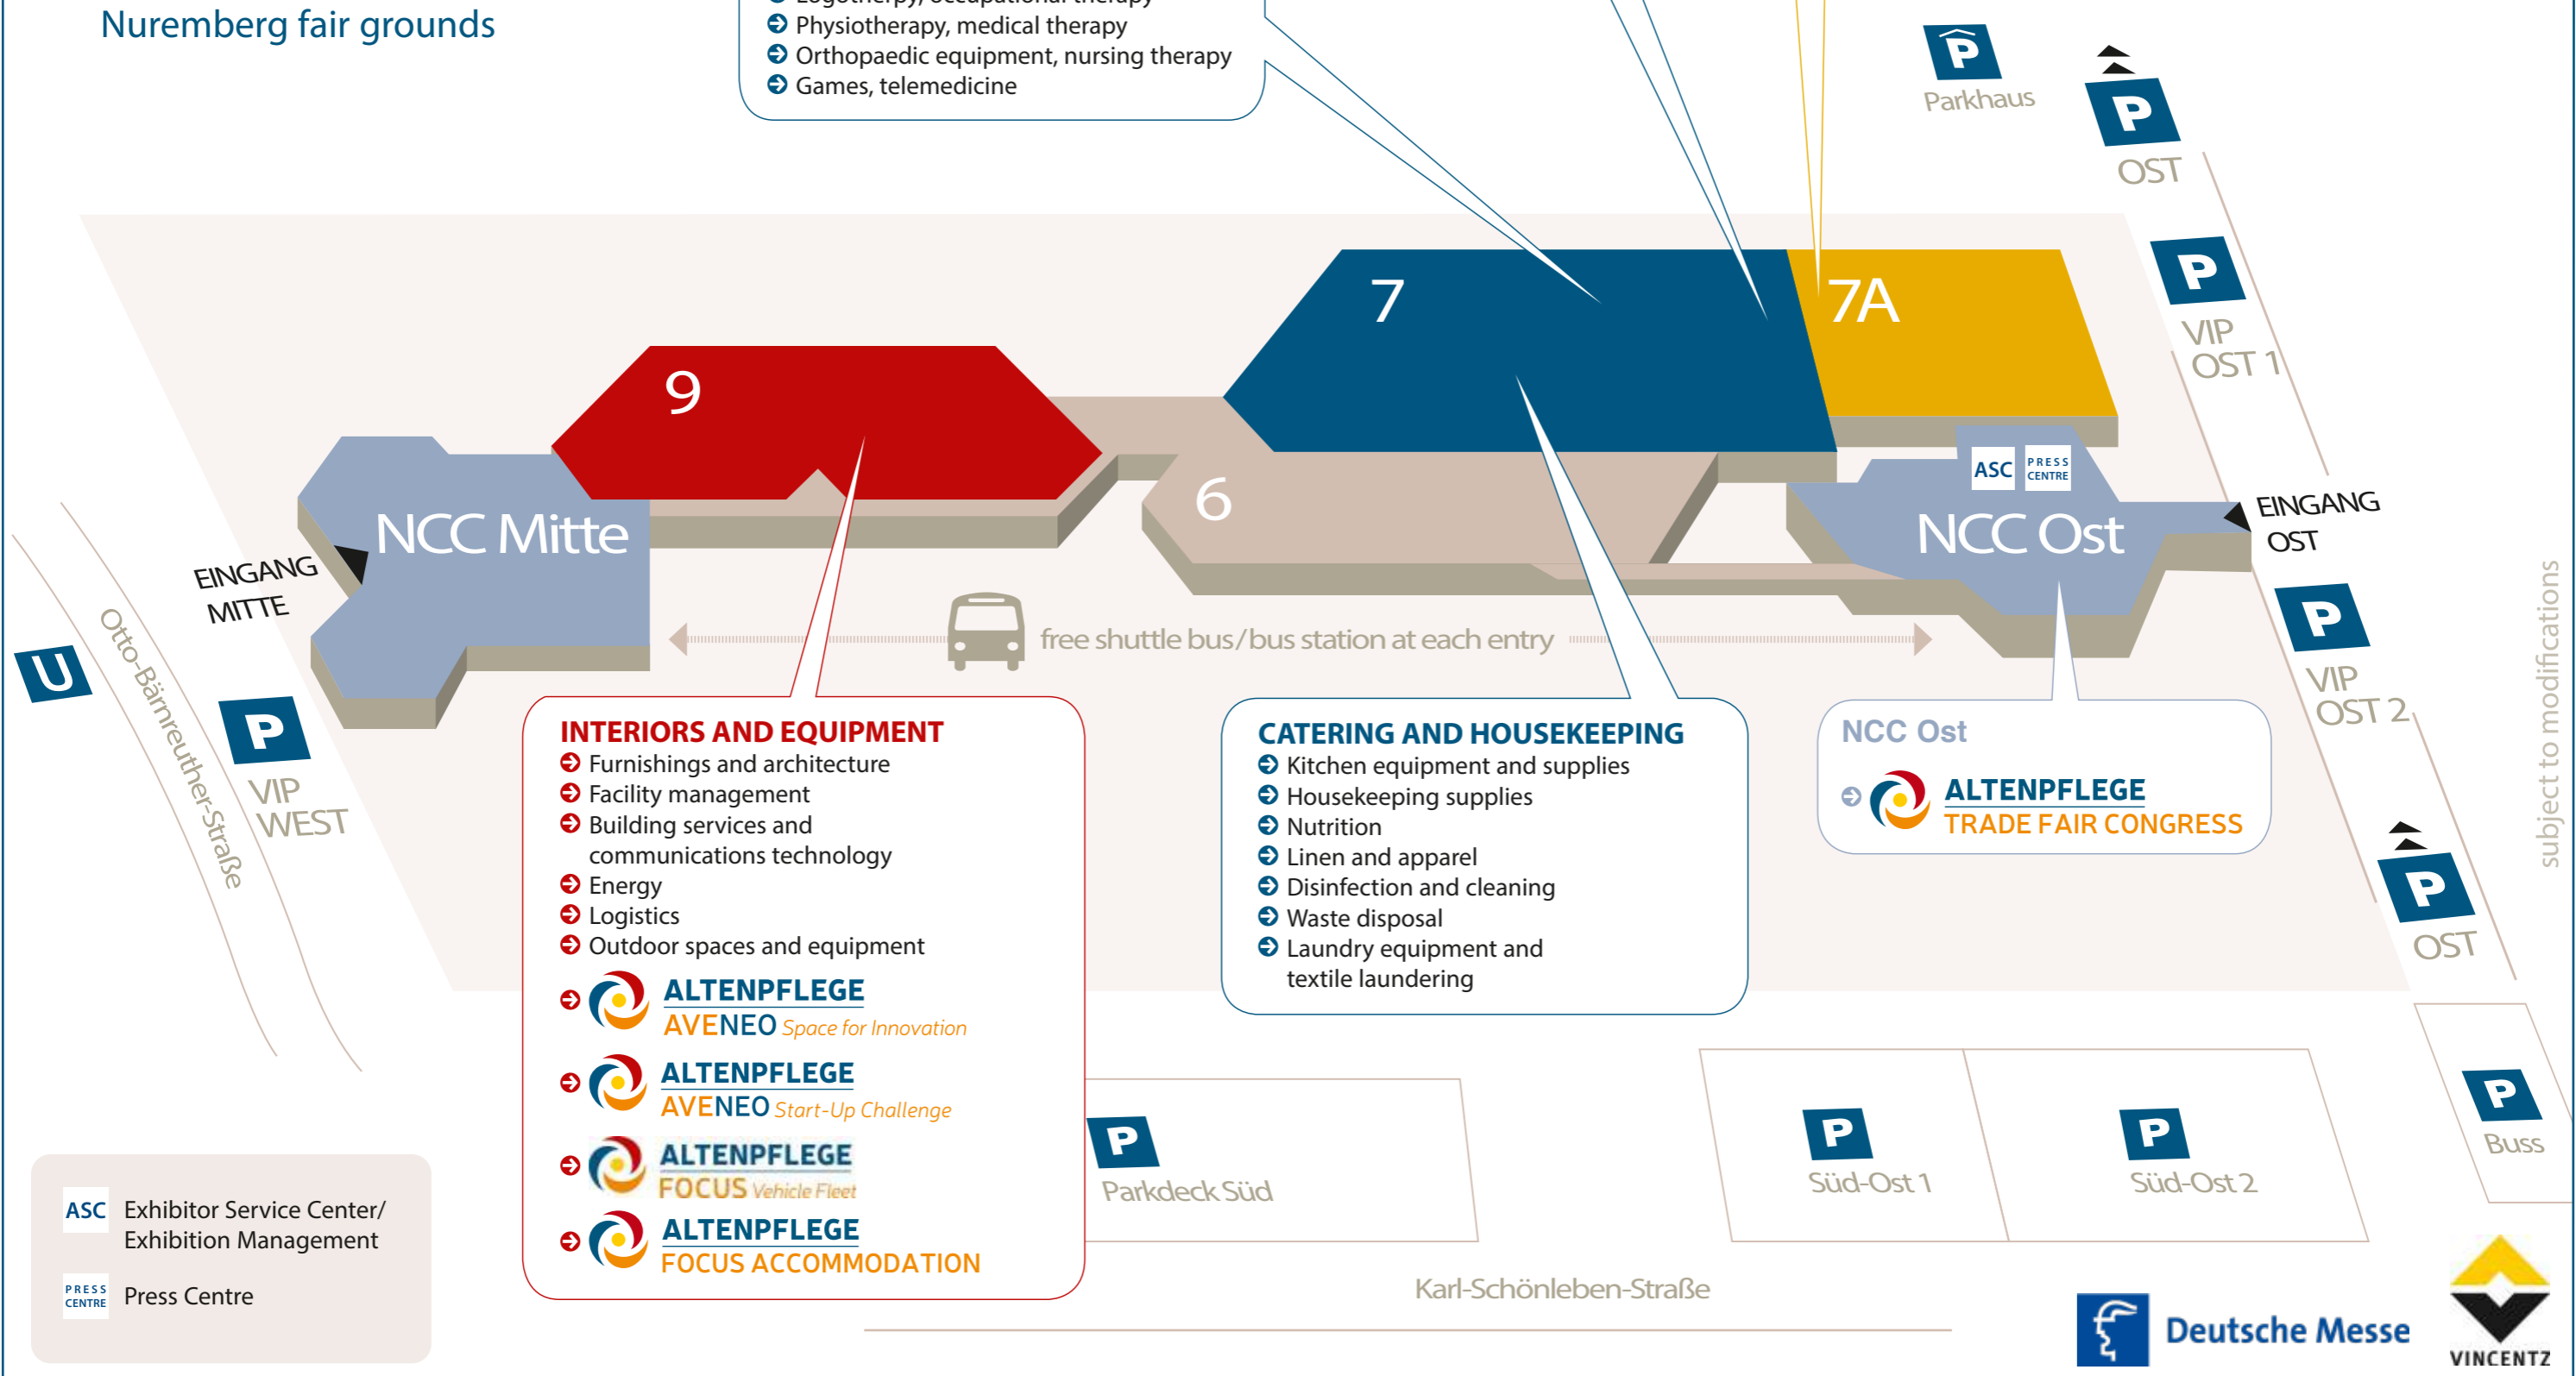 Nuremberg fair grounds
Logotherpy, occupational therapy
Physiotherapy, medical therapy
Orthopaedic equipment, nursing therapy
Games, telemedicine
P
Parkhaus
P
OST
P
VIP
OST 1
7
7A
9
6
ASC
PRESS
CENTRE
NCC Mitte
NCC Ost
EINGANG
OST
EINGANG
MITTE
U
Otto-Bärnreuther-Straße
P
VIP
WEST
free shuttle bus/bus station at each entry
P
VIP
OST 2
subject to modifications
INTERIORS AND EQUIPMENT
Furnishings and architecture
Facility management
Building services and
communications technology
Energy
Logistics
Outdoor spaces and equipment
ALTENPFLEGE
AVENEO Space for Innovation
ALTENPFLEGE
AVENEO Start-Up Challenge
ALTENPFLEGE
FOCUS Vehicle Fleet
ALTENPFLEGE
FOCUS ACCOMMODATION
CATERING AND HOUSEKEEPING
Kitchen equipment and supplies
Housekeeping supplies
Nutrition
Linen and apparel
Disinfection and cleaning
Waste disposal
Laundry equipment and
textile laundering
NCC Ost
ALTENPFLEGE
TRADE FAIR CONGRESS
P
OST
P
Buss
P
Parkdeck Süd
P
Süd-Ost 1
P
Süd-Ost 2
Karl-Schönleben-Straße
ASC
Exhibitor Service Center/
Exhibition Management
PRESS
CENTRE
Press Centre
Deutsche Messe
VINCENTZ